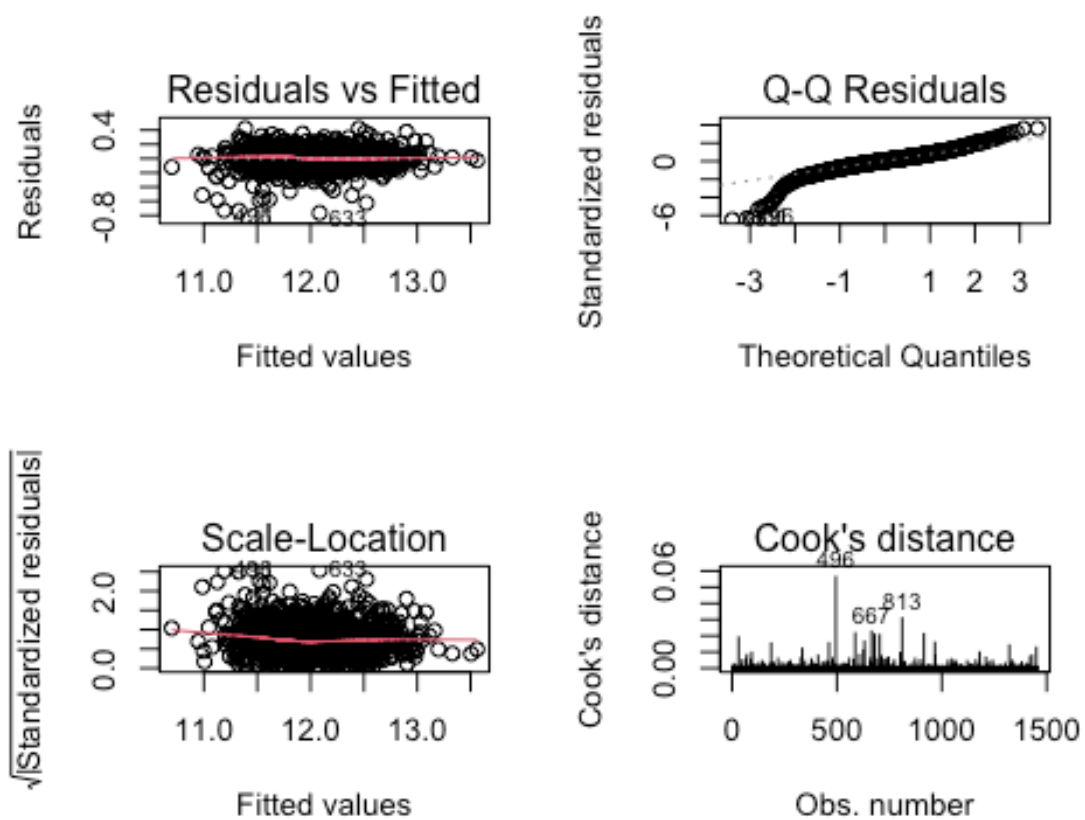 Residuals vs Fitted
Residuals
0.4
-0.8
633
11.0 12.0 13.0
Fitted values
Q-Q Residuals
Standardized residuals
0
-6
-3 -1 1 2 3
Theoretical Quantiles
Scale-Location
√|Standardized residuals|
2.0
0.0
633
11.0 12.0 13.0
Fitted values
Cook's distance
Cook's distance
0.06
0.00
496
667
813
0 500 1000 1500
Obs. number